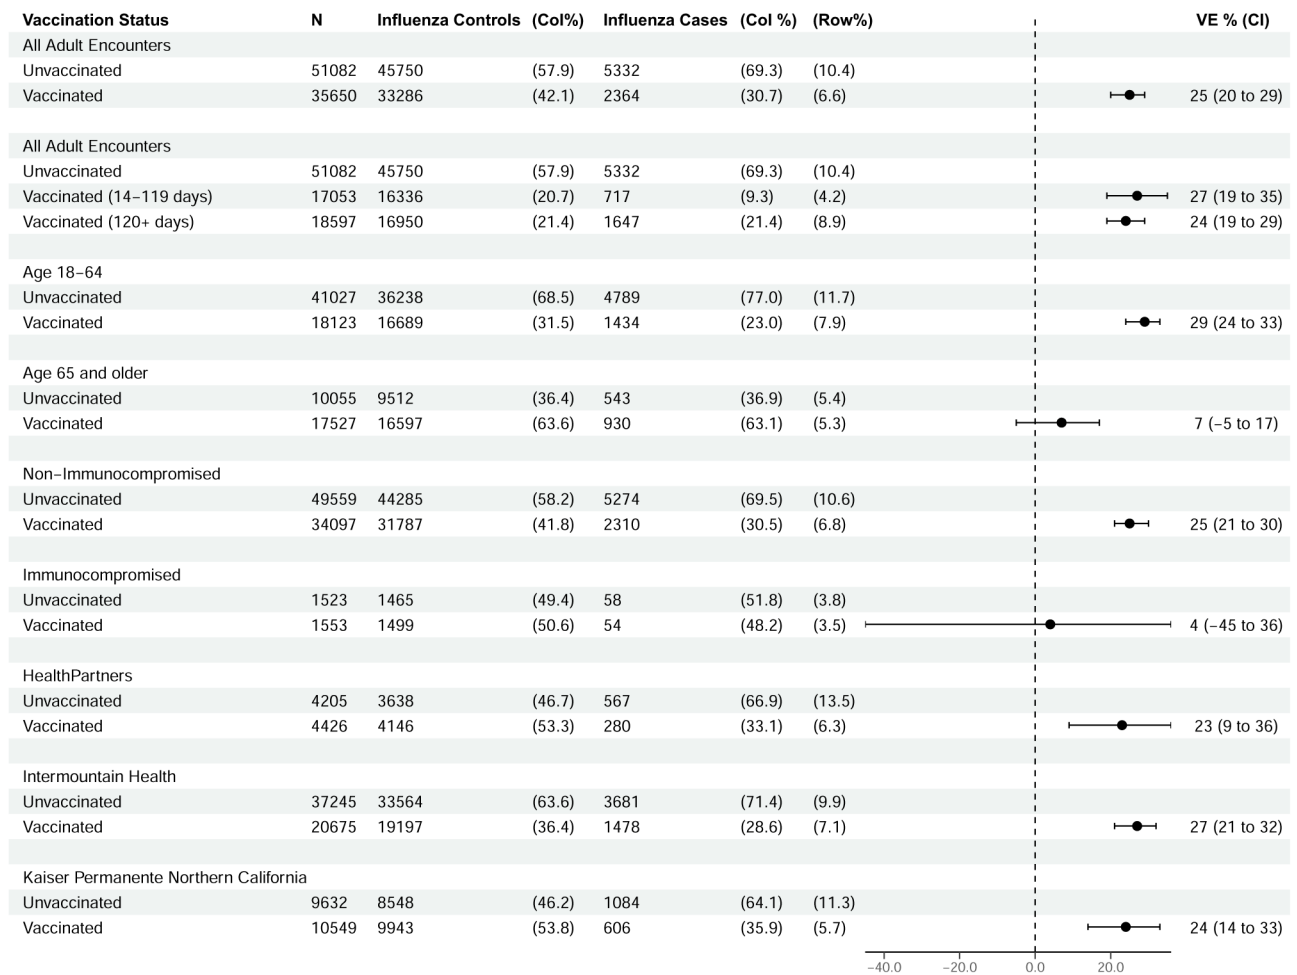 Vaccination Status N Influenza Controls (Col%) Influenza Cases (Col %) (Row%) VE % (CI)
All Adult Encounters
Unvaccinated 51082 45750 (57.9) 5332 (69.3) (10.4)
Vaccinated 35650 33286 (42.1) 2364 (30.7) (6.6) 25 (20 to 29)
All Adult Encounters
Unvaccinated 51082 45750 (57.9) 5332 (69.3) (10.4)
Vaccinated (14−119 days) 17053 16336 (20.7) 717 (9.3) (4.2) 27 (19 to 35)
Vaccinated (120+ days) 18597 16950 (21.4) 1647 (21.4) (8.9) 24 (19 to 29)
Age 18−64
Unvaccinated 41027 36238 (68.5) 4789 (77.0) (11.7)
Vaccinated 18123 16689 (31.5) 1434 (23.0) (7.9) 29 (24 to 33)
Age 65 and older
Unvaccinated 10055 9512 (36.4) 543 (36.9) (5.4)
Vaccinated 17527 16597 (63.6) 930 (63.1) (5.3) 7 (−5 to 17)
Non−Immunocompromised
Unvaccinated 49559 44285 (58.2) 5274 (69.5) (10.6)
Vaccinated 34097 31787 (41.8) 2310 (30.5) (6.8) 25 (21 to 30)
Immunocompromised
Unvaccinated 1523 1465 (49.4) 58 (51.8) (3.8)
Vaccinated 1553 1499 (50.6) 54 (48.2) (3.5) 4 (−45 to 36)
HealthPartners
Unvaccinated 4205 3638 (46.7) 567 (66.9) (13.5)
Vaccinated 4426 4146 (53.3) 280 (33.1) (6.3) 23 (9 to 36)
Intermountain Health
Unvaccinated 37245 33564 (63.6) 3681 (71.4) (9.9)
Vaccinated 20675 19197 (36.4) 1478 (28.6) (7.1) 27 (21 to 32)
Kaiser Permanente Northern California
Unvaccinated 9632 8548 (46.2) 1084 (64.1) (11.3)
Vaccinated 10549 9943 (53.8) 606 (35.9) (5.7) 24 (14 to 33)
−40.0 −20.0 0.0 20.0